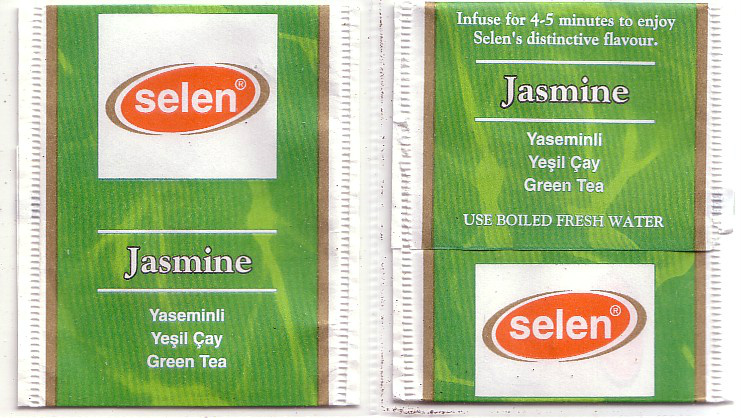 selen®
Jasmine
Yaseminli
Yeşil Çay
Green Tea
Infuse for 4-5 minutes to enjoy
Selen's distinctive flavour.
Jasmine
Yaseminli
Yeşil Çay
Green Tea
USE BOILED FRESH WATER
selen®